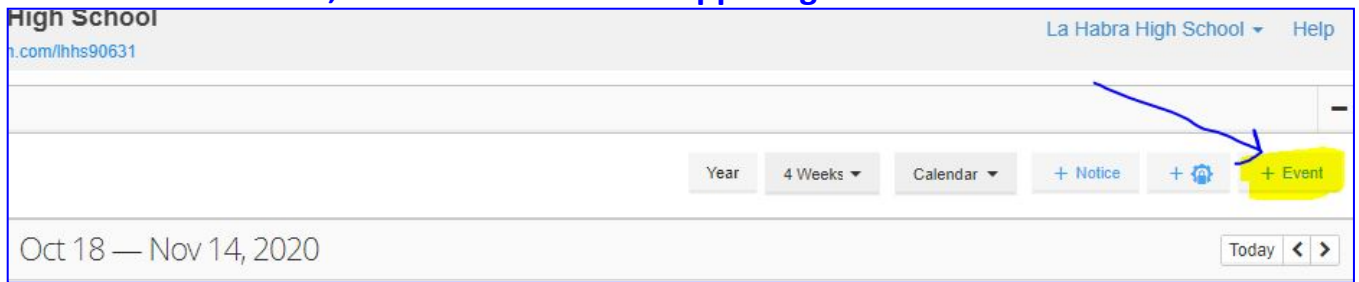 High School
La Habra High School Help
n.com/lhhs90631
Year 4 Weeks Calendar + Notice + + Event
Oct 18 — Nov 14, 2020
Today